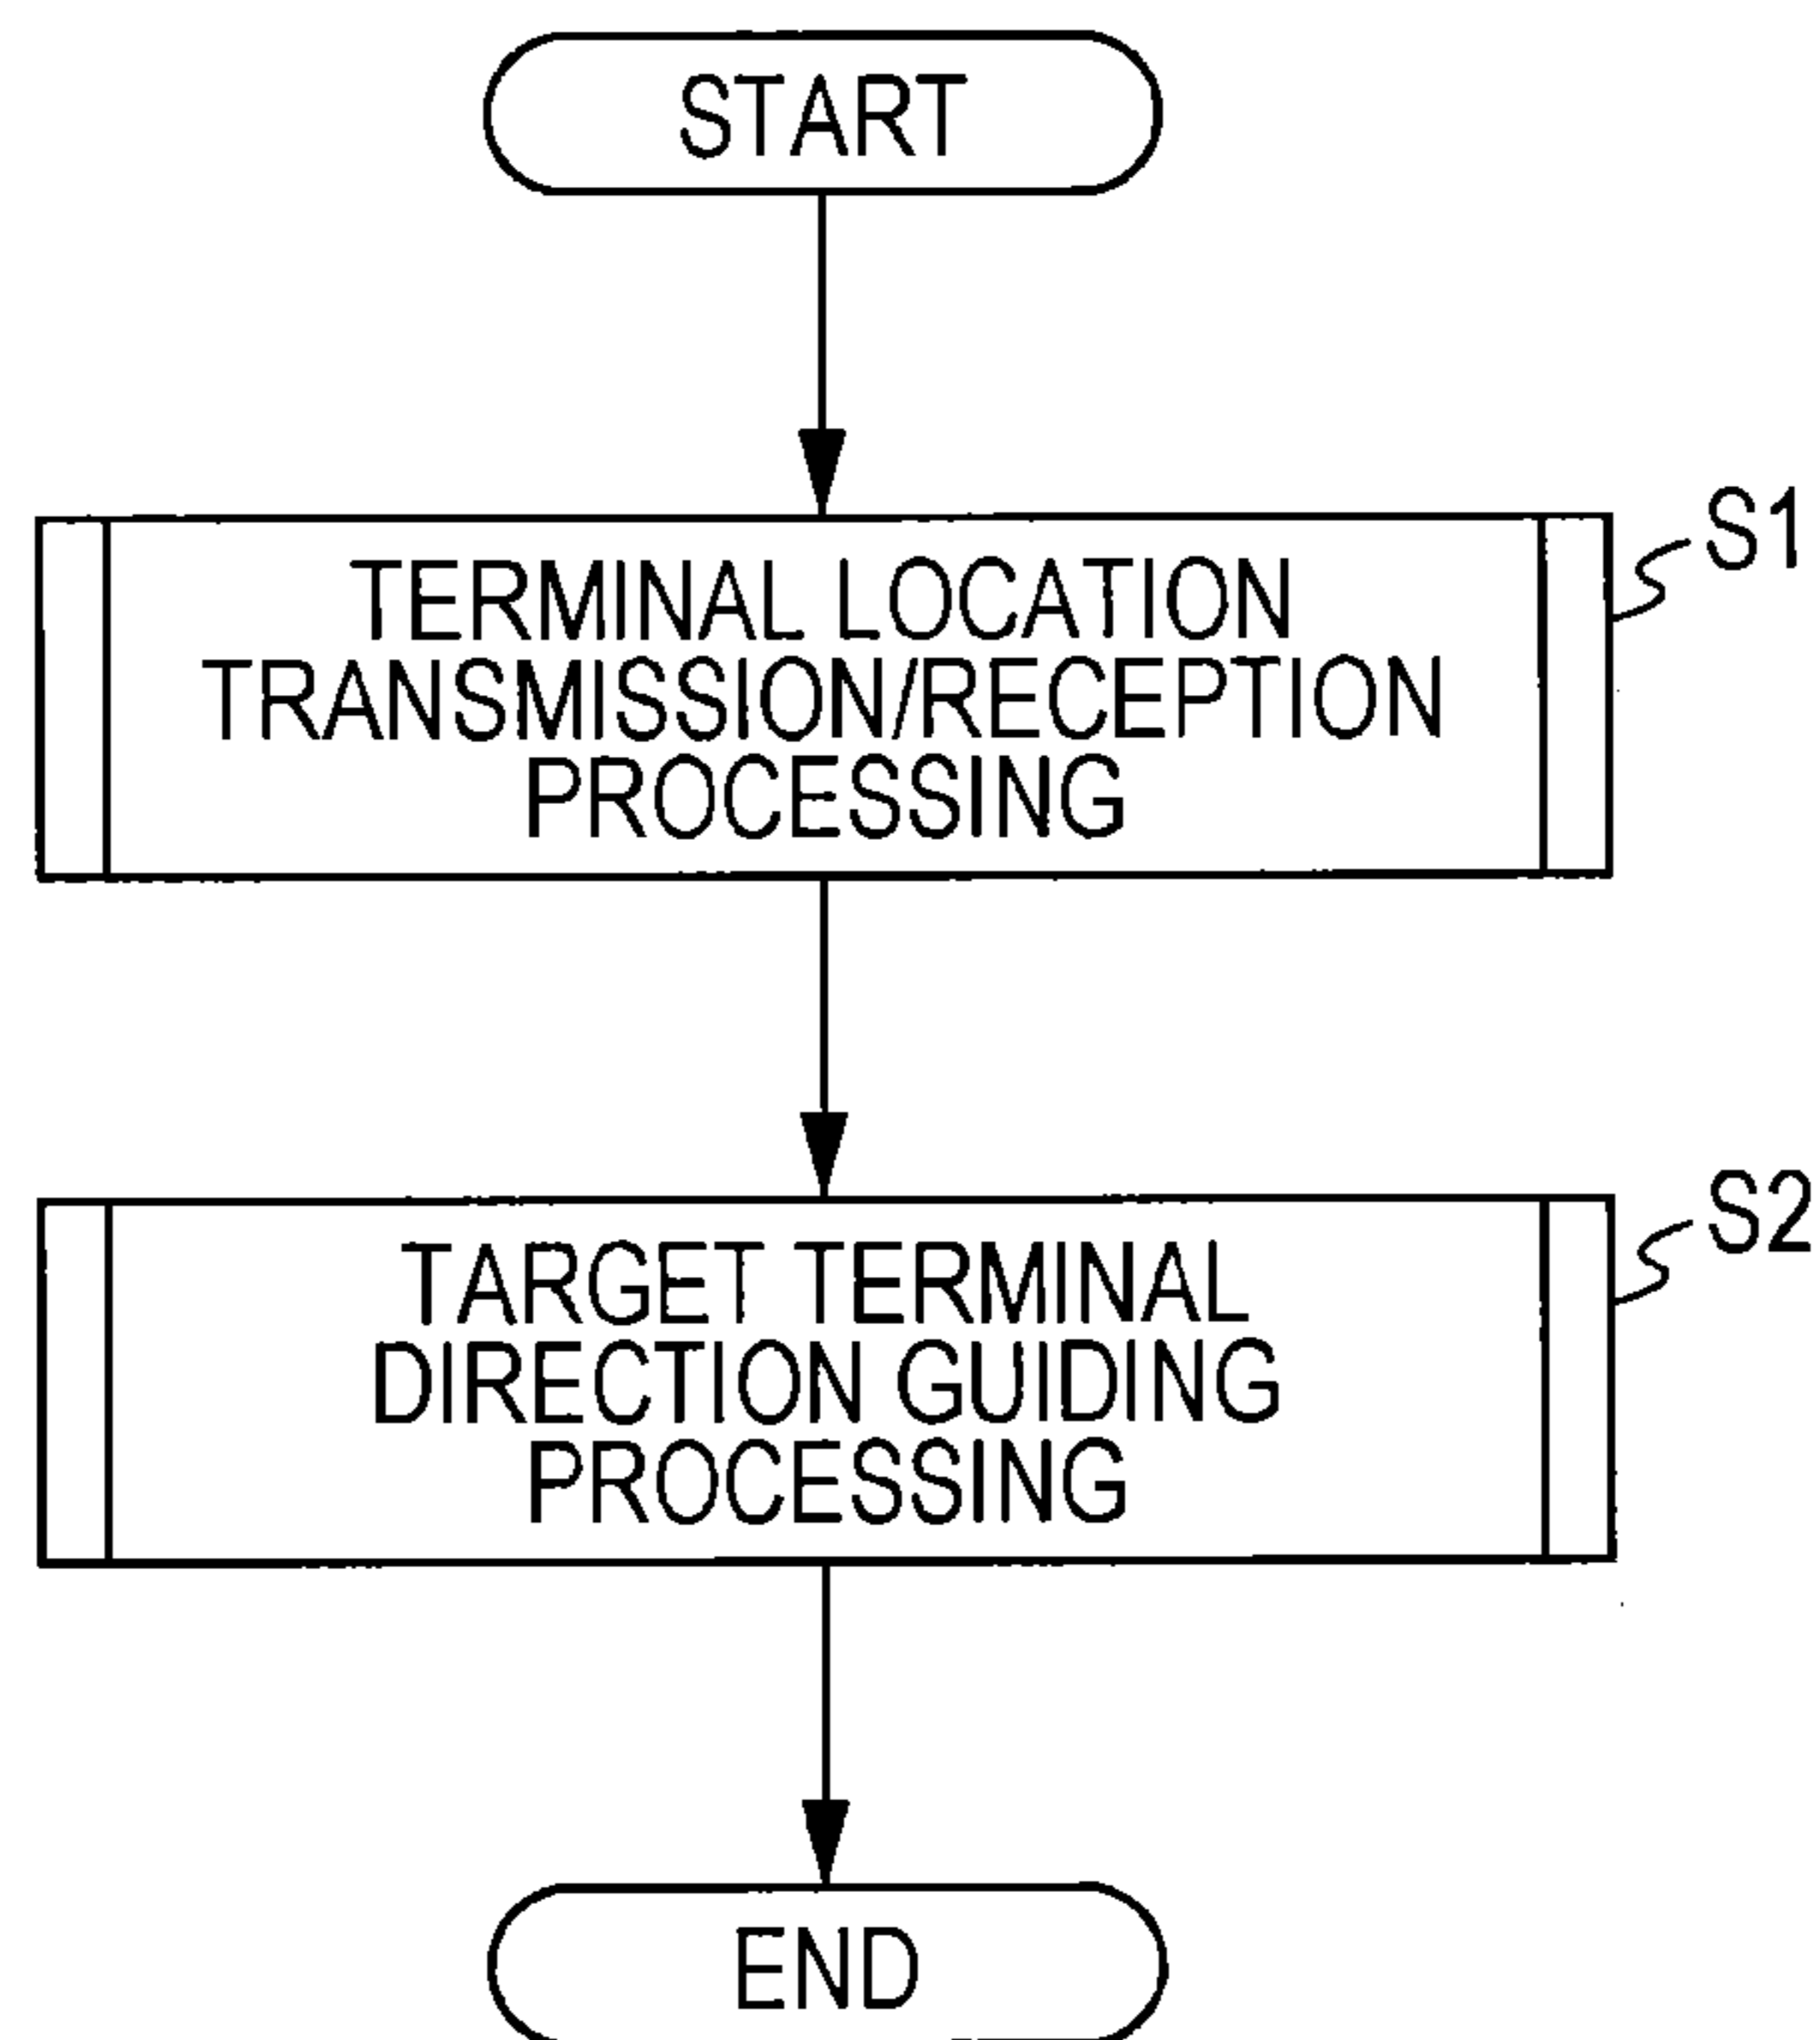 START
TERMINAL LOCATION
TRANSMISSION/RECEPTION
PROCESSING
S1
TARGET TERMINAL
DIRECTION GUIDING
PROCESSING
S2
END